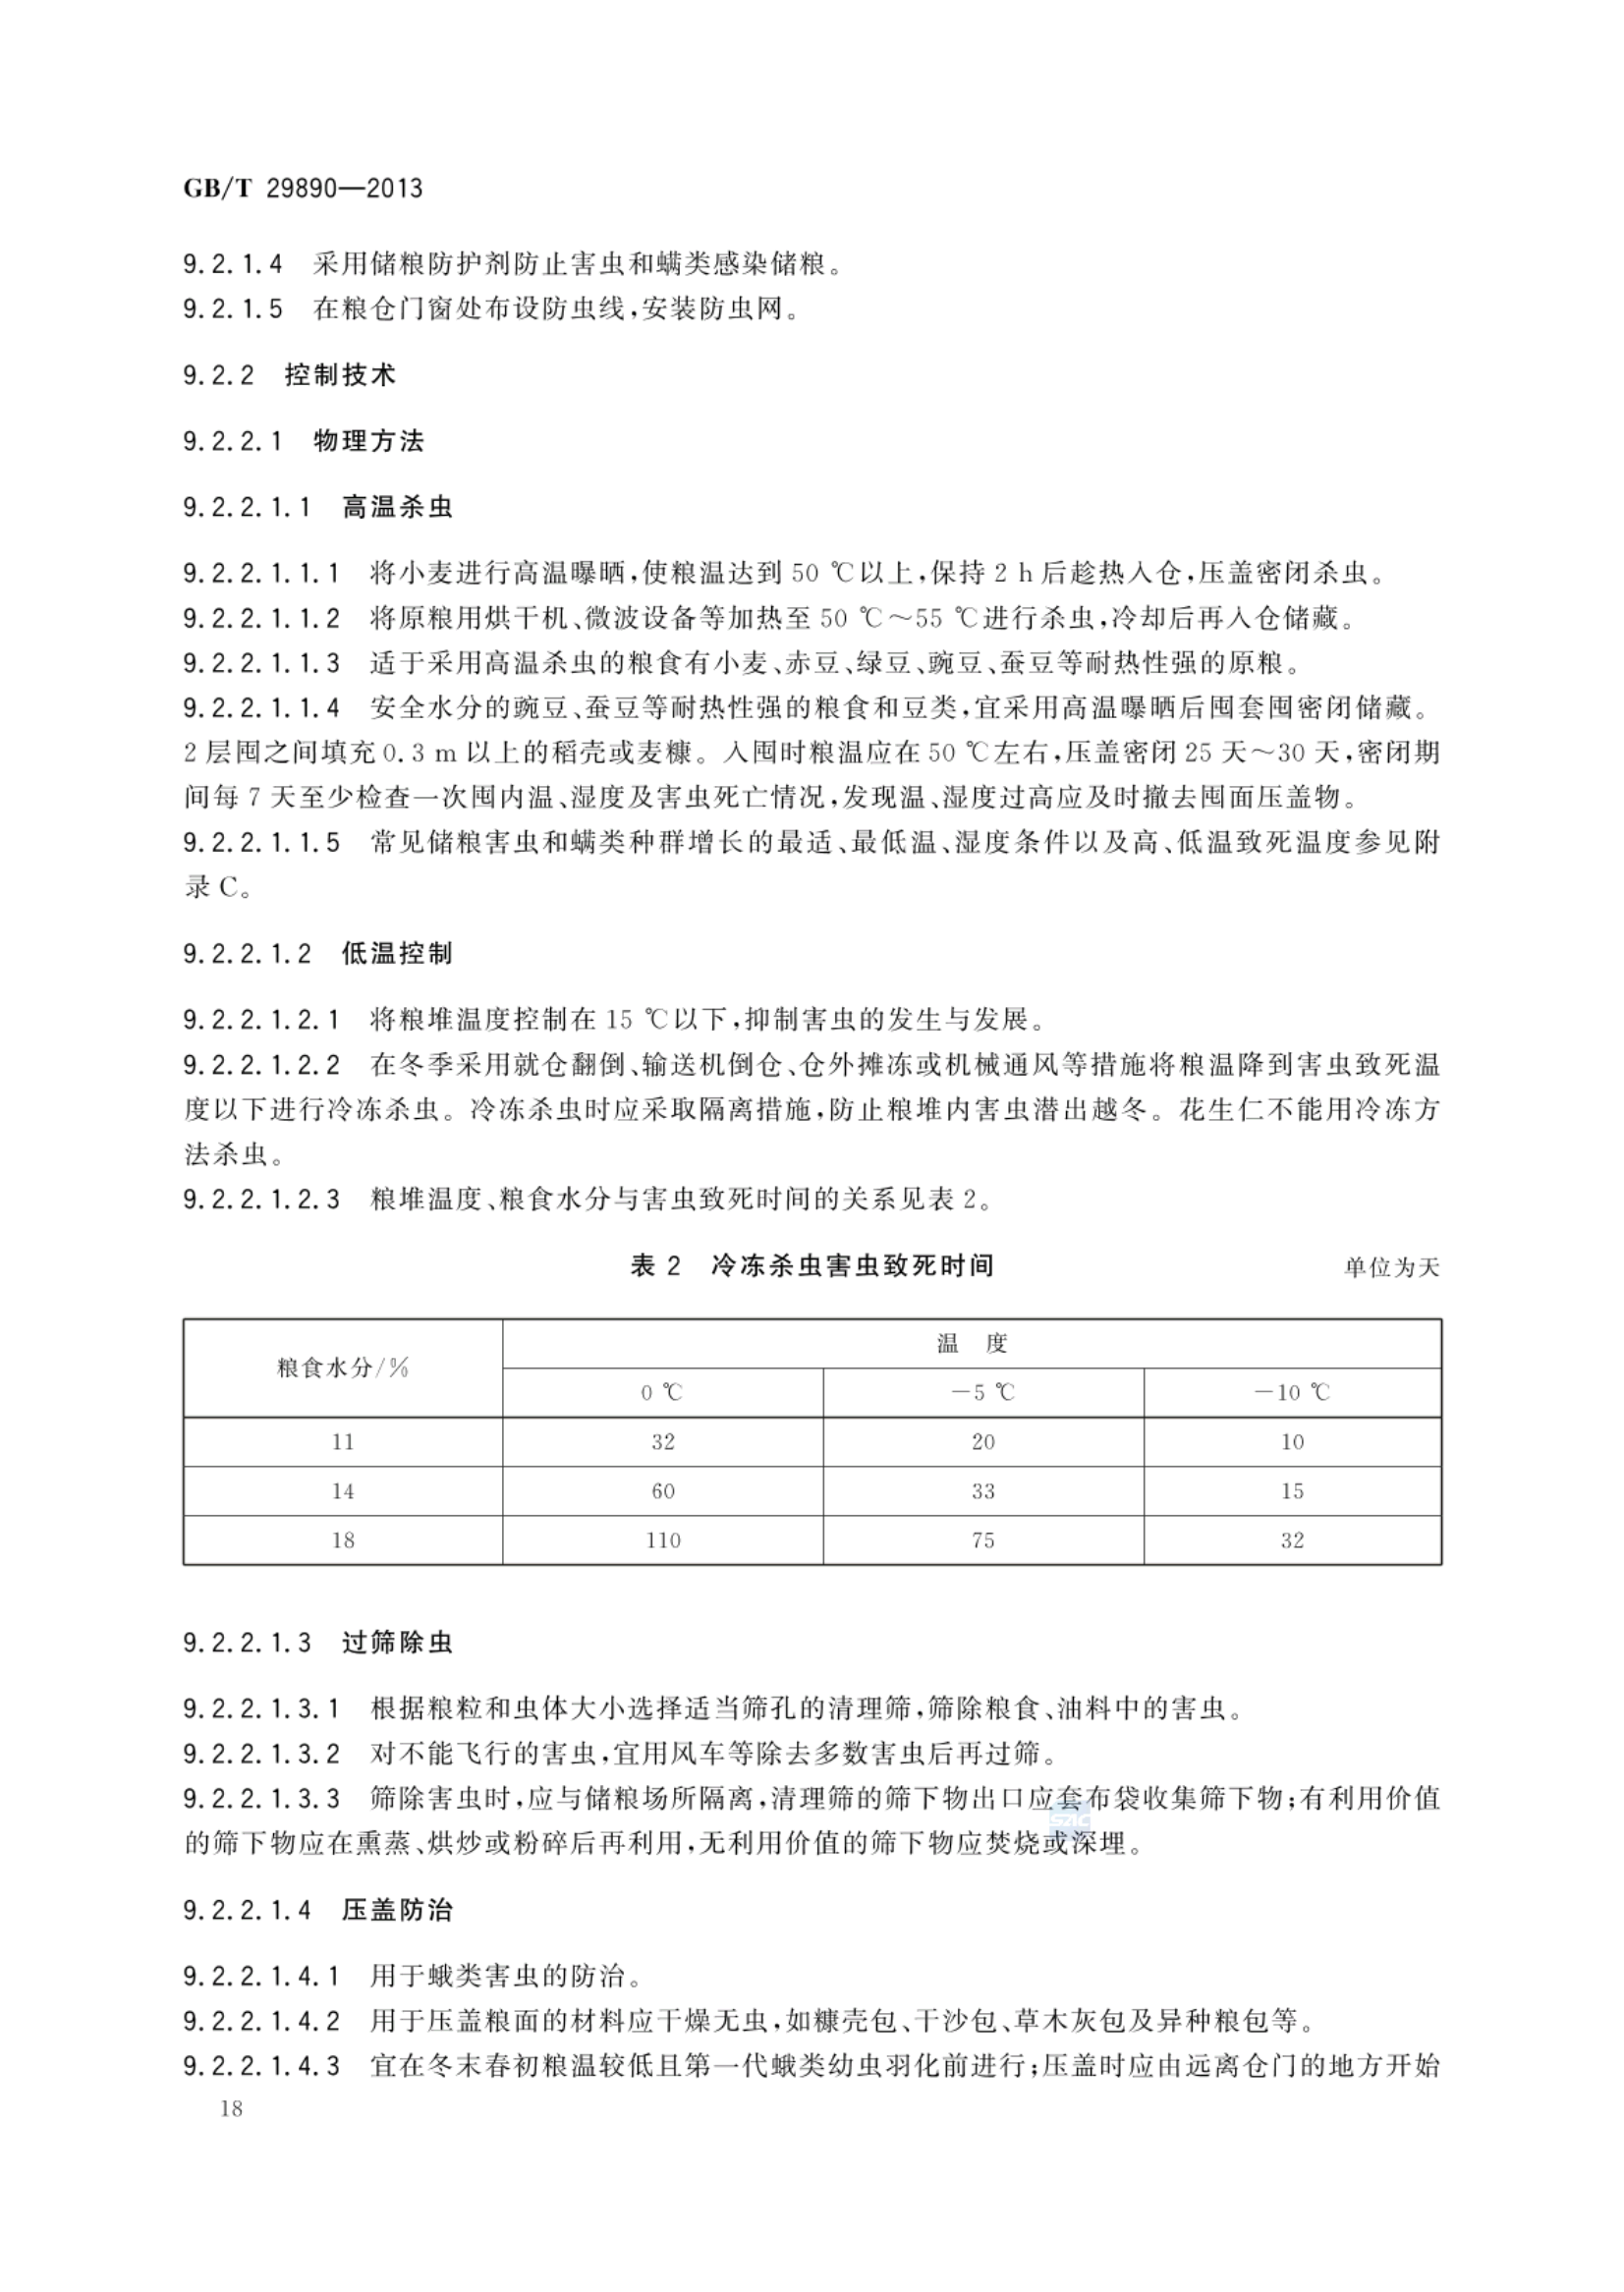 GB/T 29890—2013
9.2.1.4 采用储粮防护剂防止害虫和螨类感染储粮。
9.2.1.5 在粮仓门窗处布设防虫线,安装防虫网。
9.2.2 控制技术
9.2.2.1 物理方法
9.2.2.1.1 高温杀虫
9.2.2.1.1.1 将小麦进行高温曝晒,使粮温达到 50 ℃以上,保持 2 h 后趁热入仓,压盖密闭杀虫。
9.2.2.1.1.2 将原粮用烘干机、微波设备等加热至 50 ℃～55 ℃进行杀虫,冷却后再入仓储藏。
9.2.2.1.1.3 适于采用高温杀虫的粮食有小麦、赤豆、绿豆、豌豆、蚕豆等耐热性强的原粮。
9.2.2.1.1.4 安全水分的豌豆、蚕豆等耐热性强的粮食和豆类,宜采用高温曝晒后囤套囤密闭储藏。
2 层囤之间填充 0.3 m 以上的稻壳或麦糠。入囤时粮温应在 50 ℃左右,压盖密闭 25 天～30 天,密闭期
间每 7 天至少检查一次囤内温、湿度及害虫死亡情况,发现温、湿度过高应及时撤去囤面压盖物。
9.2.2.1.1.5 常见储粮害虫和螨类种群增长的最适、最低温、湿度条件以及高、低温致死温度参见附
录 C。
9.2.2.1.2 低温控制
9.2.2.1.2.1 将粮堆温度控制在 15 ℃以下,抑制害虫的发生与发展。
9.2.2.1.2.2 在冬季采用就仓翻倒、输送机倒仓、仓外摊冻或机械通风等措施将粮温降到害虫致死温
度以下进行冷冻杀虫。冷冻杀虫时应采取隔离措施,防止粮堆内害虫潜出越冬。花生仁不能用冷冻方
法杀虫。
9.2.2.1.2.3 粮堆温度、粮食水分与害虫致死时间的关系见表 2。
表 2 冷冻杀虫害虫致死时间 单位为天
粮食水分/% 温 度
0 ℃ －5 ℃ －10 ℃
11 32 20 10
14 60 33 15
18 110 75 32
9.2.2.1.3 过筛除虫
9.2.2.1.3.1 根据粮粒和虫体大小选择适当筛孔的清理筛,筛除粮食、油料中的害虫。
9.2.2.1.3.2 对不能飞行的害虫,宜用风车等除去多数害虫后再过筛。
9.2.2.1.3.3 筛除害虫时,应与储粮场所隔离,清理筛的筛下物出口应套布袋收集筛下物;有利用价值
的筛下物应在熏蒸、烘炒或粉碎后再利用,无利用价值的筛下物应焚烧或深埋。
9.2.2.1.4 压盖防治
9.2.2.1.4.1 用于蛾类害虫的防治。
9.2.2.1.4.2 用于压盖粮面的材料应干燥无虫,如糠壳包、干沙包、草木灰包及异种粮包等。
9.2.2.1.4.3 宜在冬末春初粮温较低且第一代蛾类幼虫羽化前进行;压盖时应由远离仓门的地方开始
18